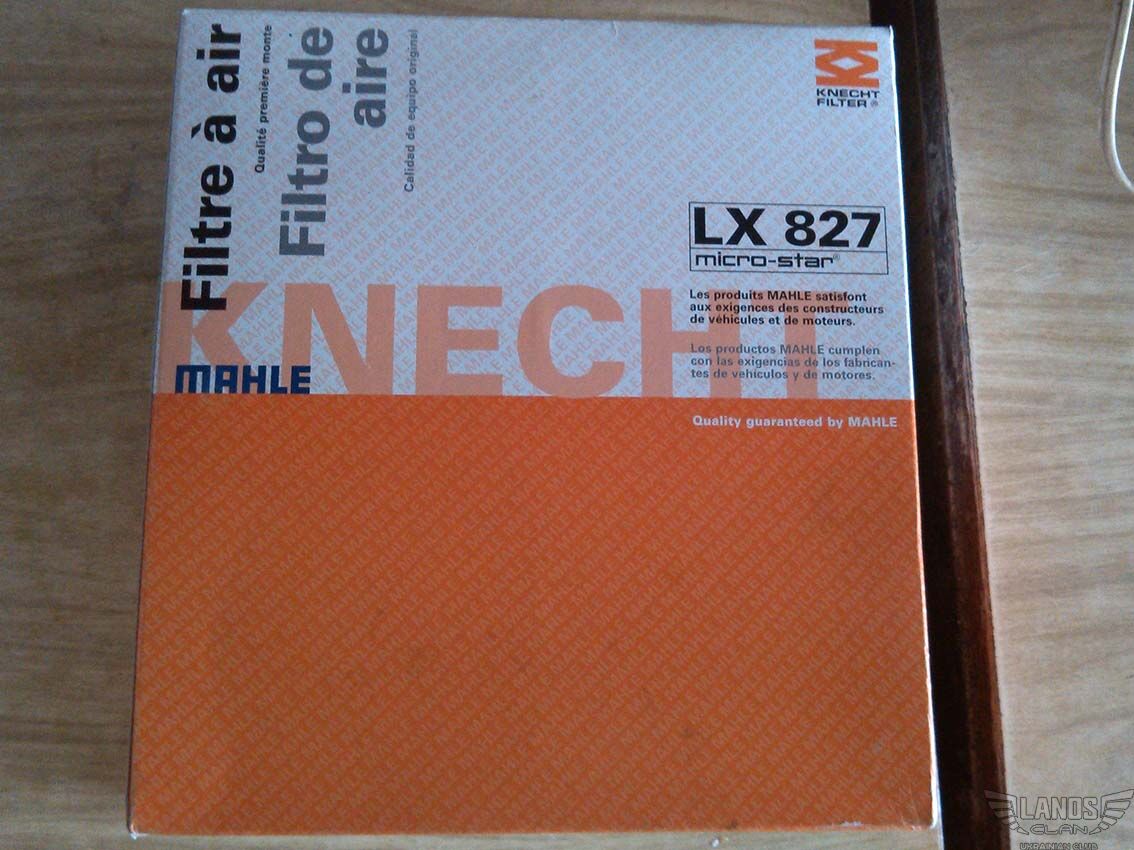 Filtre à air
Qualité première monte
Filtro de
aire
Calidad de equipo original
KNECHT
FILTER®
LX 827
micro-star®
Les produits MAHLE satisfont
aux exigences des constructeurs
de véhicules et de moteurs.
Los productos MAHLE cumplen
con las exigencias de los fabrican-
tes de vehículos y de motores.
KNECHT
MAHLE
Quality guaranteed by MAHLE
LANOS
CLAN
UKRAINIAN CLUB